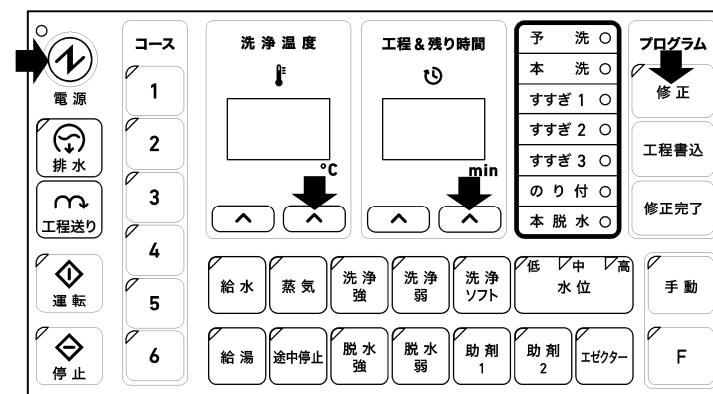 電源
排水
工程送り
運転
停止
コース
1
2
3
4
5
6
洗浄温度
℃
工程&残り時間
min
予洗
本洗
すすぎ1
すすぎ2
すすぎ3
のり付
本脱水
プログラム
修正
工程書込
修正完了
給水
蒸気
洗浄
強
洗浄
弱
洗浄
ソフト
低 中 高
水位
手動
給湯
途中停止
脱水
強
脱水
弱
助剤
1
助剤
2
エゼクター
F